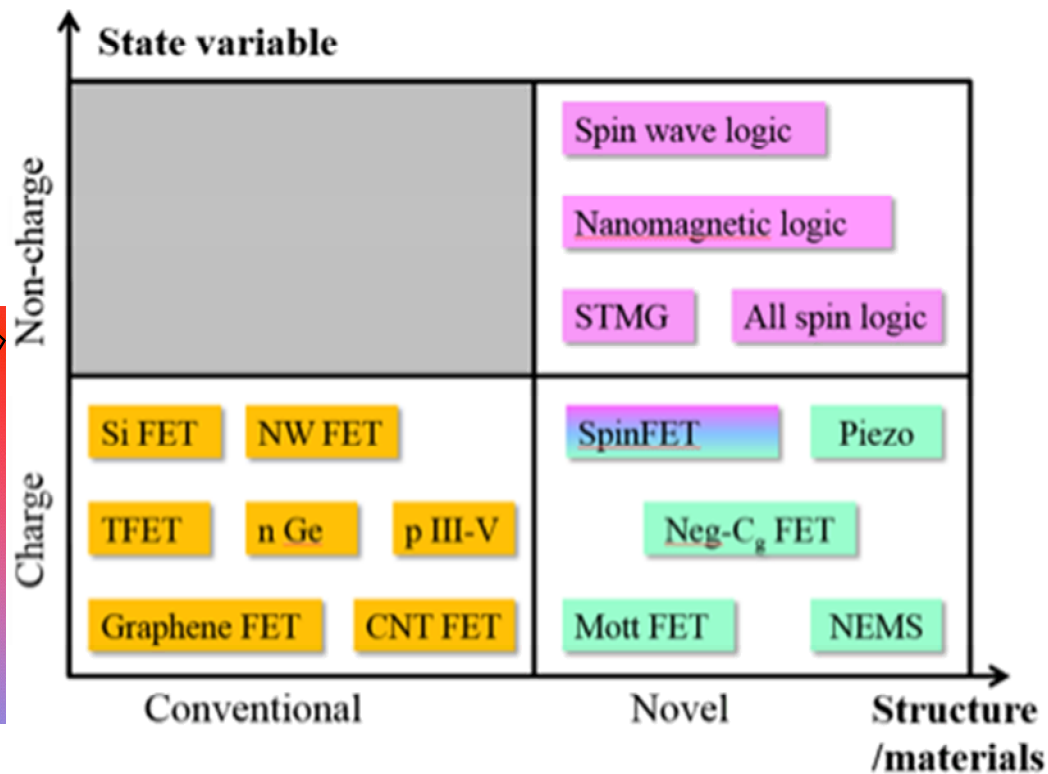 State variable
Non-charge
Spin wave logic
Nanomagnetic logic
STMG
All spin logic
Charge
Si FET
NW FET
SpinFET
Piezo
TFET
n Ge
p III-V
Neg-Cg FET
Graphene FET
CNT FET
Mott FET
NEMS
Conventional
Novel
Structure
/materials